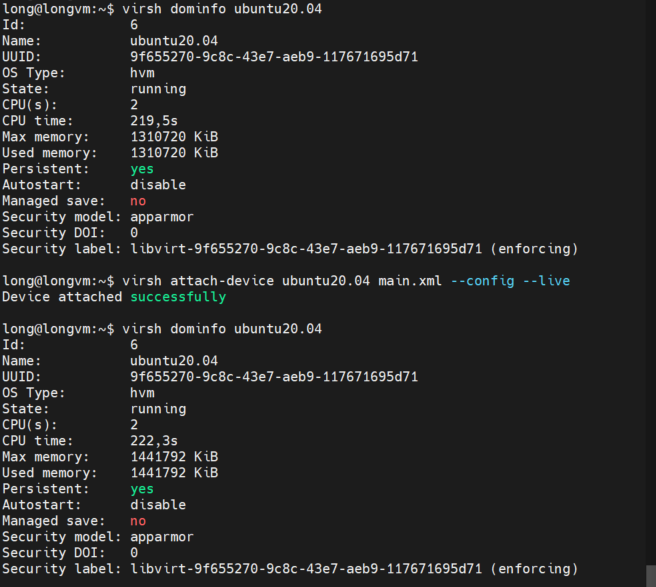 long@longvm:~$ virsh dominfo ubuntu20.04
Id:             6
Name:           ubuntu20.04
UUID:           9f655270-9c8c-43e7-aeb9-117671695d71
OS Type:        hvm
State:          running
CPU(s):         2
CPU time:       219,5s
Max memory:     1310720 KiB
Used memory:    1310720 KiB
Persistent:     yes
Autostart:      disable
Managed save:   no
Security model: apparmor
Security DOI:   0
Security label: libvirt-9f655270-9c8c-43e7-aeb9-117671695d71 (enforcing)

long@longvm:~$ virsh attach-device ubuntu20.04 main.xml --config --live
Device attached successfully

long@longvm:~$ virsh dominfo ubuntu20.04
Id:             6
Name:           ubuntu20.04
UUID:           9f655270-9c8c-43e7-aeb9-117671695d71
OS Type:        hvm
State:          running
CPU(s):         2
CPU time:       222,3s
Max memory:     1441792 KiB
Used memory:    1441792 KiB
Persistent:     yes
Autostart:      disable
Managed save:   no
Security model: apparmor
Security DOI:   0
Security label: libvirt-9f655270-9c8c-43e7-aeb9-117671695d71 (enforcing)